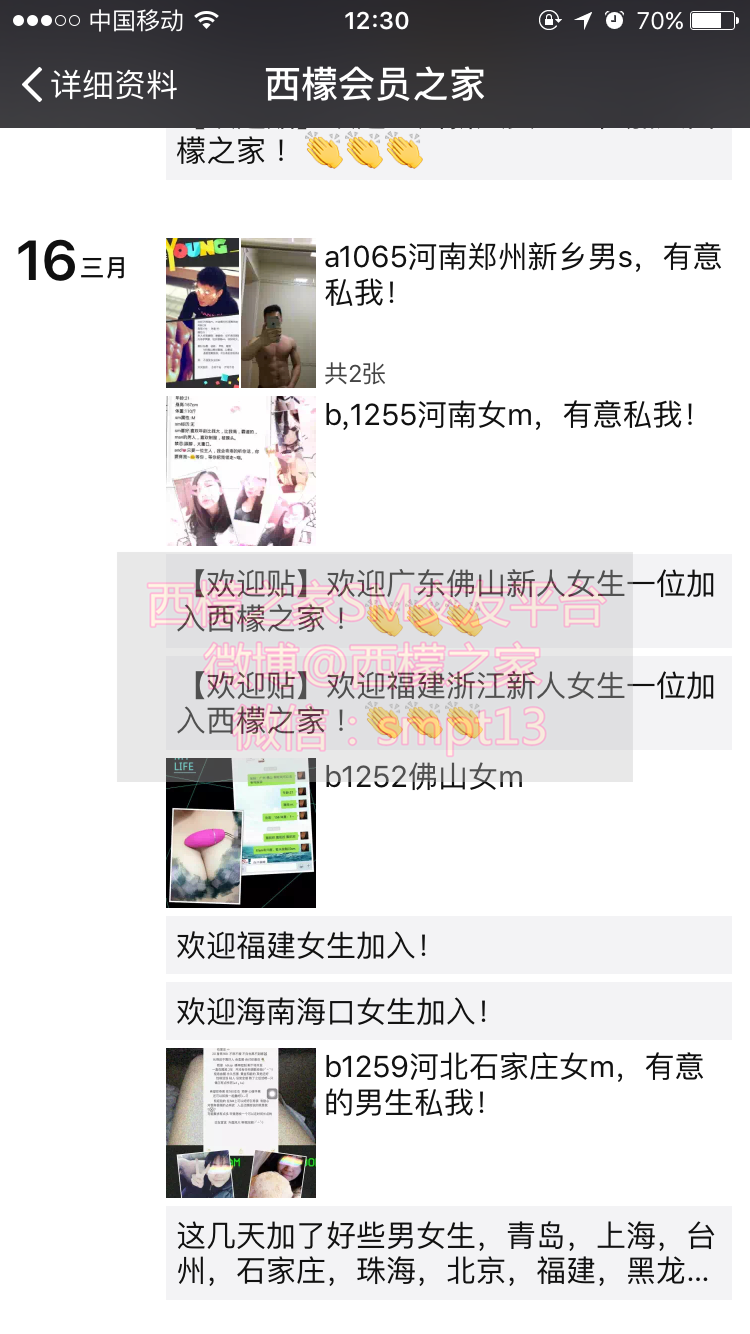 中国移动
12:30
70%
详细资料
西檬会员之家
檬之家！👏👏👏
16三月
YOUNG
a1065河南郑州新乡男s，有意
私我！
共2张
b,1255河南女m，有意私我！
【欢迎贴】欢迎广东佛山新人女生一位加
入西檬之家！👏👏👏
西檬之家SM交友平台
微博@西檬之家
【欢迎贴】欢迎福建浙江新人女生一位加
入西檬之家！👏👏👏
微信：smpt13
LIFE
b1252佛山女m
欢迎福建女生加入！
欢迎海南海口女生加入！
b1259河北石家庄女m，有意
的男生私我！
这几天加了好些男女生，青岛，上海，台
州，石家庄，珠海，北京，福建，黑龙...